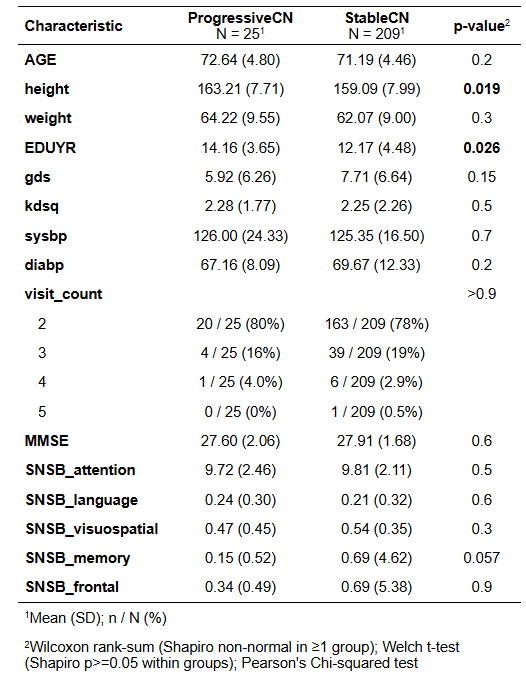 Characteristic ProgressiveCN N = 25¹ StableCN N = 209¹ p-value²
AGE 72.64 (4.80) 71.19 (4.46) 0.2
height 163.21 (7.71) 159.09 (7.99) 0.019
weight 64.22 (9.55) 62.07 (9.00) 0.3
EDUYR 14.16 (3.65) 12.17 (4.48) 0.026
gds 5.92 (6.26) 7.71 (6.64) 0.15
kdsq 2.28 (1.77) 2.25 (2.26) 0.5
sysbp 126.00 (24.33) 125.35 (16.50) 0.7
diabp 67.16 (8.09) 69.67 (12.33) 0.2
visit_count >0.9
2 20 / 25 (80%) 163 / 209 (78%)
3 4 / 25 (16%) 39 / 209 (19%)
4 1 / 25 (4.0%) 6 / 209 (2.9%)
5 0 / 25 (0%) 1 / 209 (0.5%)
MMSE 27.60 (2.06) 27.91 (1.68) 0.6
SNSB_attention 9.72 (2.46) 9.81 (2.11) 0.5
SNSB_language 0.24 (0.30) 0.21 (0.32) 0.6
SNSB_visuospatial 0.47 (0.45) 0.54 (0.35) 0.3
SNSB_memory 0.15 (0.52) 0.69 (4.62) 0.057
SNSB_frontal 0.34 (0.49) 0.69 (5.38) 0.9
¹Mean (SD); n / N (%)
²Wilcoxon rank-sum (Shapiro non-normal in ≥1 group); Welch t-test
(Shapiro p>=0.05 within groups); Pearson's Chi-squared test